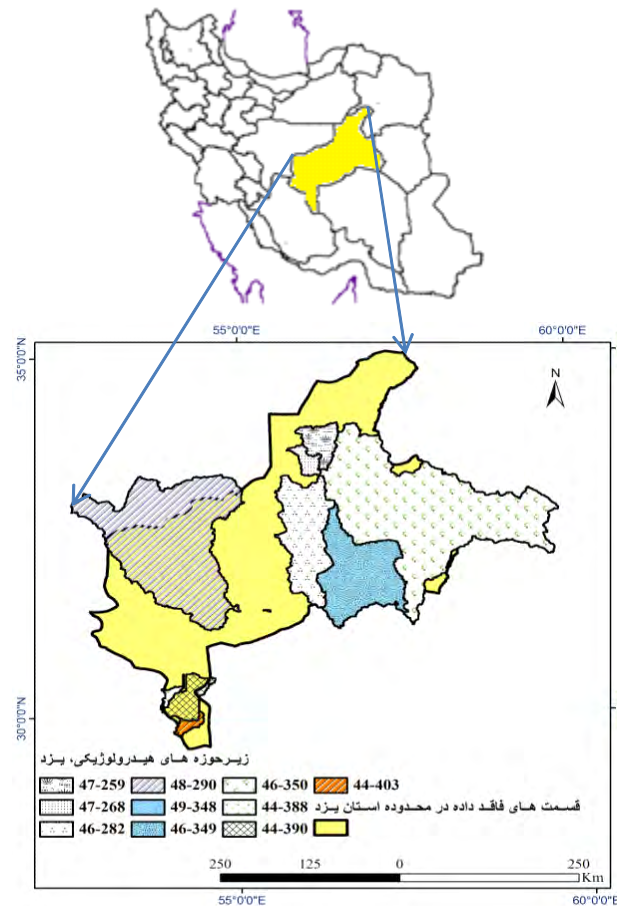 55°0'0"E 60°0'0"E
35°0'0"N
N
30°0'0"N
زیرحوزه های هیدرولوژیکی، یزد
47-259 48-290 46-350 44-403
47-268 49-348 44-388 قسمت های فاقد داده در محدوده استان یزد
46-282 46-349 44-390
250 125 0 250
Km
55°0'0"E 60°0'0"E